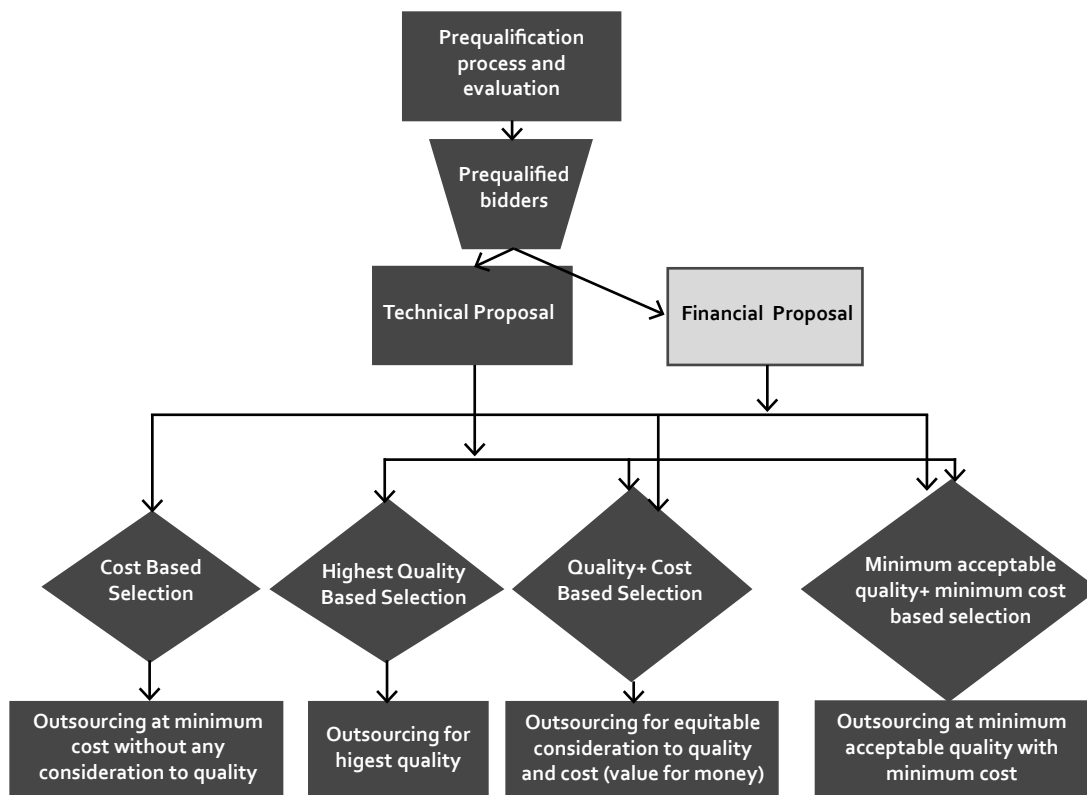 Prequalification
process and
evaluation
Prequalified
bidders
Technical Proposal
Financial  Proposal
Cost Based
Selection
Highest Quality
Based Selection
Quality+ Cost
Based Selection
Minimum acceptable
quality+ minimum cost
based selection
Outsourcing at minimum
cost without any
consideration to quality
Outsourcing for
higest quality
Outsourcing for equitable
consideration to quality
and cost (value for money)
Outsourcing at minimum
acceptable quality with
minimum cost